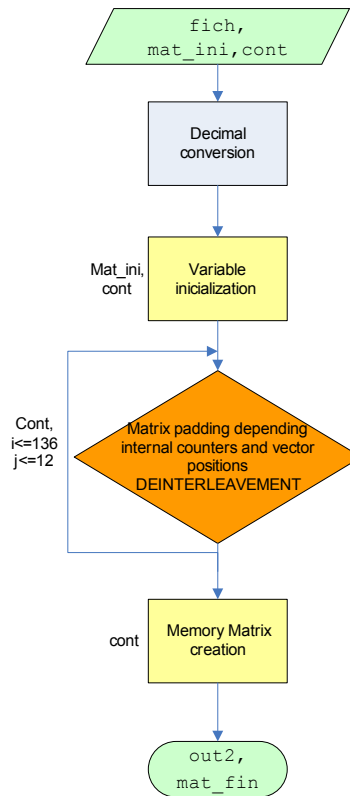 fich,
mat_ini,cont
Decimal
conversion
Mat_ini,
cont
Variable
inicialization
Cont,
i<=136
j<=12
Matrix padding depending
internal counters and vector
positions
DEINTERLEAVEMENT
cont
Memory Matrix
creation
out2,
mat_fin